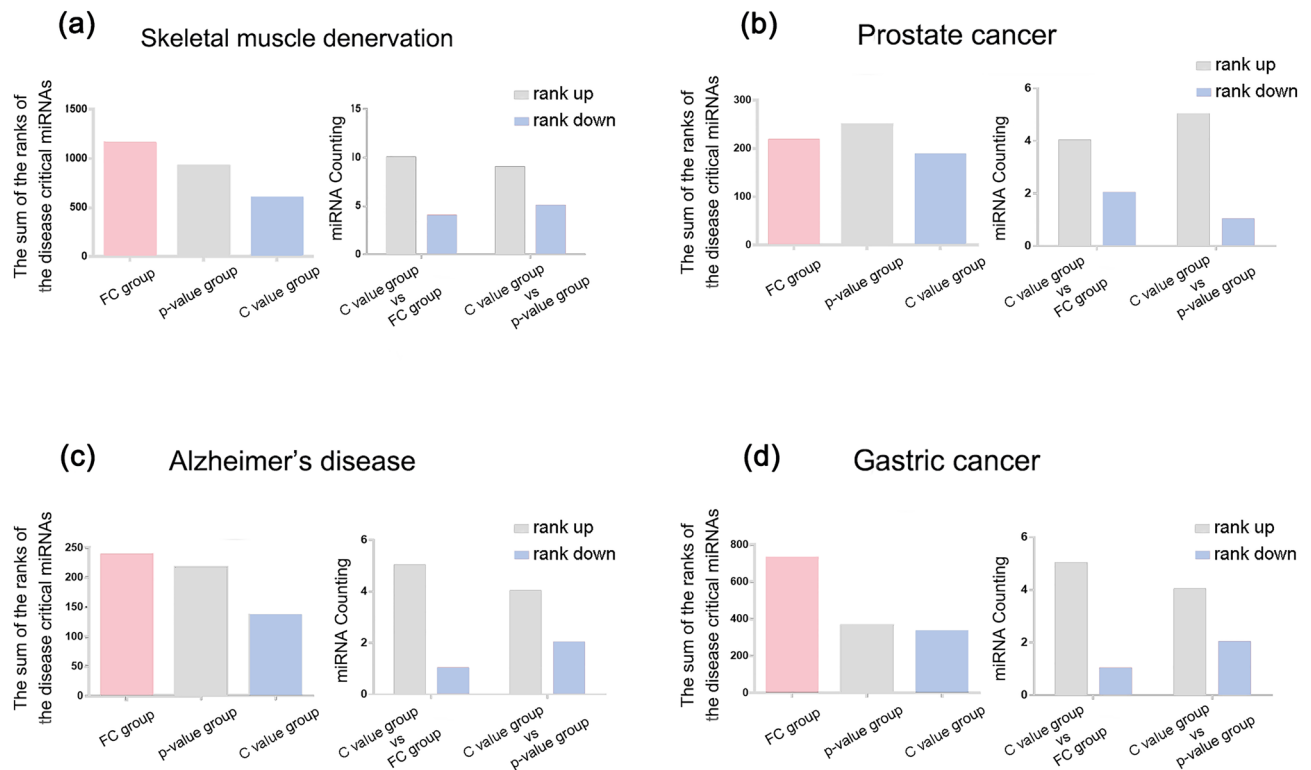 (a)
Skeletal muscle denervation
The sum of the ranks of
the disease critical miRNAs
1500
1000
500
0
FC group
p-value group
C value group
rank up
rank down
miRNA Counting
15
10
5
0
C value group
vs
FC group
C value group
vs
p-value group
(b)
Prostate cancer
The sum of the ranks of
the disease critical miRNAs
300
200
100
0
FC group
p-value group
C value group
rank up
rank down
miRNA Counting
6
4
2
0
C value group
vs
FC group
C value group
vs
p-value group
(c)
Alzheimer's disease
The sum of the ranks of
the disease critical miRNAs
250
200
150
100
50
0
FC group
p-value group
C value group
rank up
rank down
miRNA Counting
6
4
2
0
C value group
vs
FC group
C value group
vs
p-value group
(d)
Gastric cancer
The sum of the ranks of
the disease critical miRNAs
800
600
400
200
0
FC group
p-value group
C value group
rank up
rank down
miRNA Counting
6
4
2
0
C value group
vs
FC group
C value group
vs
p-value group